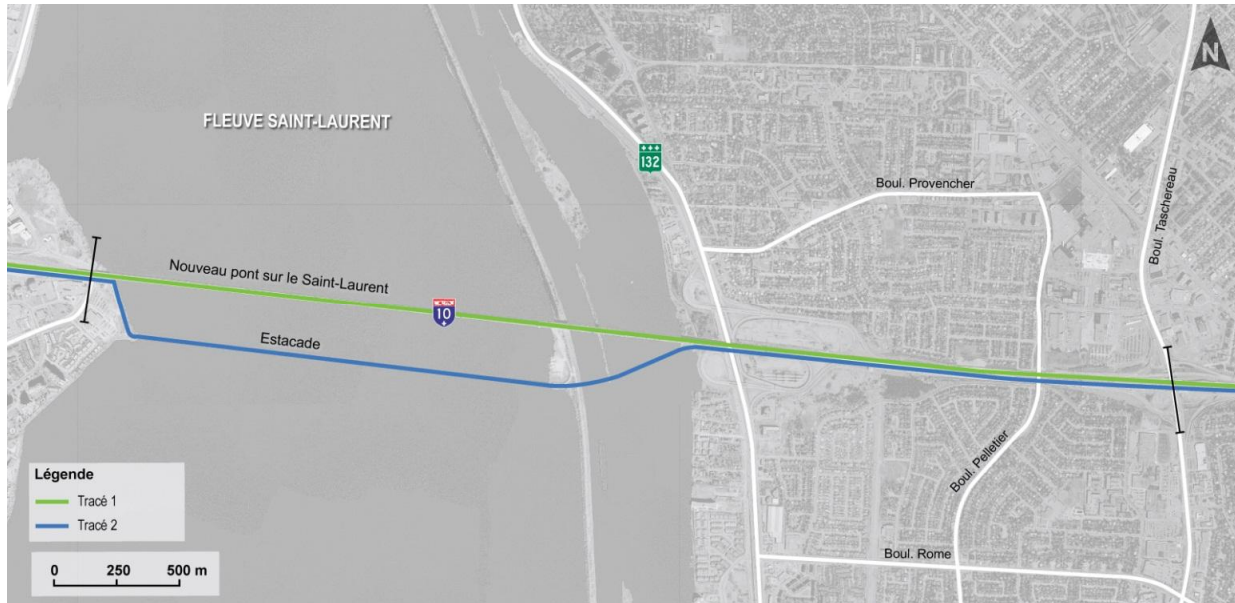 N
FLEUVE SAINT-LAURENT
132
Boul. Provencher
Boul. Taschereau
Nouveau pont sur le Saint-Laurent
10
Estacade
Boul. Pelletier
Boul. Rome
Légende
Tracé 1
Tracé 2
0 250 500 m